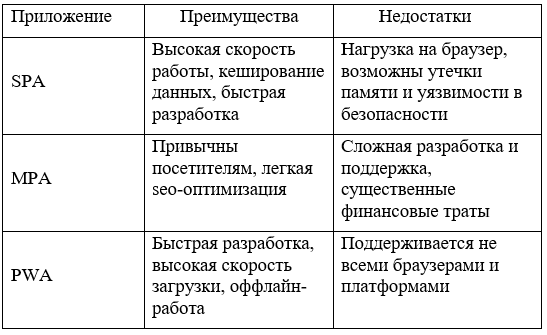 Приложение Преимущества Недостатки
SPA
Высокая скорость
работы, кеширование
данных, быстрая
разработка
Нагрузка на браузер,
возможны утечки
памяти и уязвимости в
безопасности
MPA
Привычны
посетителям, легкая
seo-оптимизация
Сложная разработка и
поддержка,
существенные
финансовые траты
PWA
Быстрая разработка,
высокая скорость
загрузки, оффлайн-
работа
Поддерживается не
всеми браузерами и
платформами